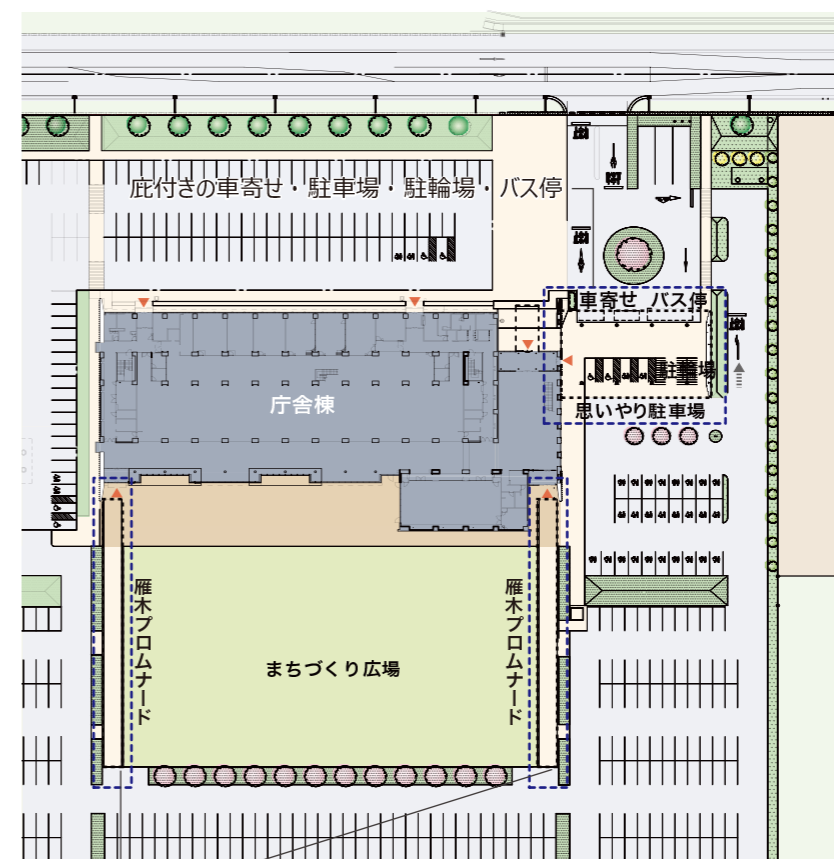 庇付きの車寄せ・駐車場・駐輪場・バス停
車寄せ バス停
駐輪場
思いやり駐車場
庁舎棟
雁木プロムナード
雁木プロムナード
まちづくり広場